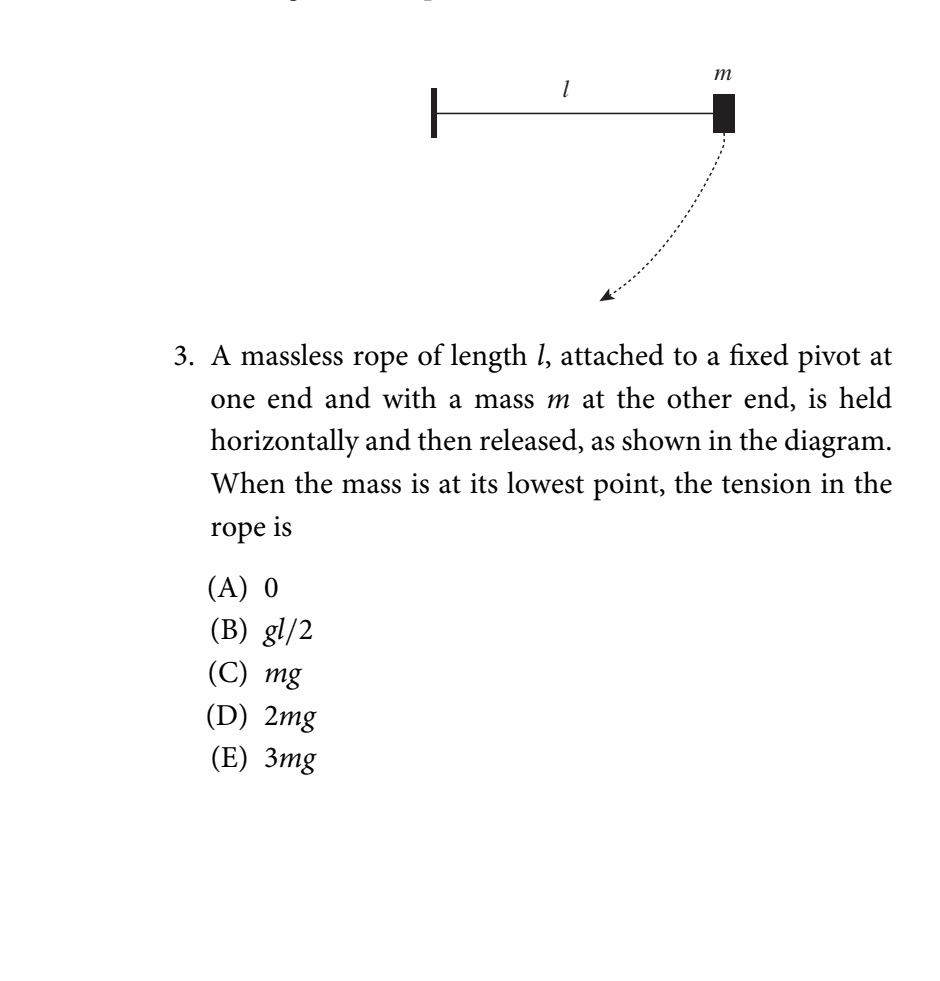 m
l
3. A massless rope of length l, attached to a fixed pivot at
one end and with a mass m at the other end, is held
horizontally and then released, as shown in the diagram.
When the mass is at its lowest point, the tension in the
rope is
(A) 0
(B) gl/2
(C) mg
(D) 2mg
(E) 3mg